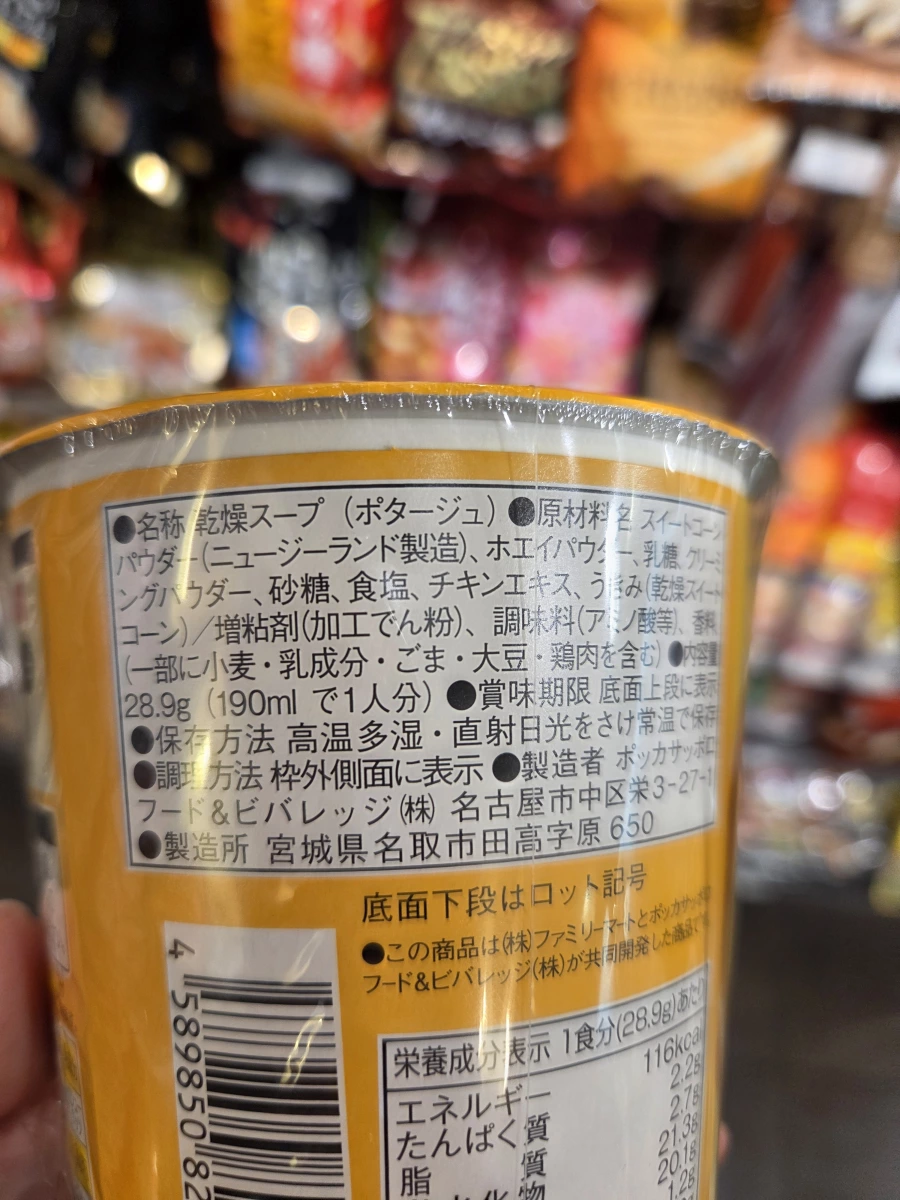 ●名称 乾燥スープ（ポタージュ）●原材料名 スイートコーン
パウダー(ニュージーランド製造)、ホエイパウダー、乳糖、クリーミ
ングパウダー、砂糖、食塩、チキンエキス、うきみ(乾燥スイート
コーン)／増粘剤(加工でん粉)、調味料(アミノ酸等)、香料
(一部に小麦・乳成分・ごま・大豆・鶏肉を含む) ●内容量
28.9g（190ml で1人分）●賞味期限 底面上段に表示
●保存方法 高温多湿・直射日光をさけ常温で保存
●調理方法 枠外側面に表示 ●製造者 ポッカサッポロ
フード&ビバレッジ(株) 名古屋市中区栄3-27-1
●製造所 宮城県名取市田高字原 650
底面下段はロット記号
●この商品は(株)ファミリーマートとポッカサッポロ
フード&ビバレッジ(株)が共同開発した商品で
栄養成分表示 1食分(28.9g)あたり
エネルギー 116kcal
たんぱく質 2.2g
脂質 2.7g
21.3g
20.1g
1.2g
4 589850 82